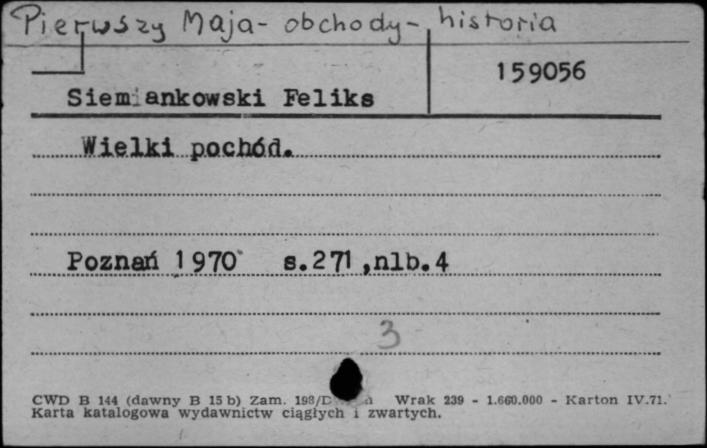 Pierwszy Maja - obchody - historia
159056
Siemiankowski Feliks
Wielki pochód.
Poznań 1970 s.271,nlb.4
3
CWD B 144 (dawny B 15 b) Zam. Wrak 239 - 1.660.000 - Karton IV.71.
Karta katalogowa wydawnictw ciągłych i zwartych.